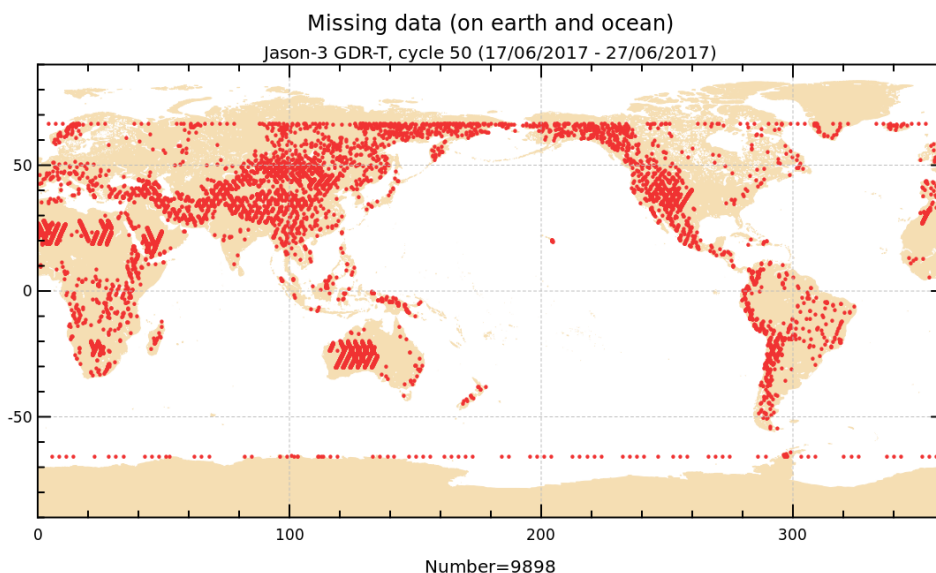 Missing data (on earth and ocean)
Jason-3 GDR-T, cycle 50 (17/06/2017 - 27/06/2017)
50
0
-50
0 100 200 300
Number=9898